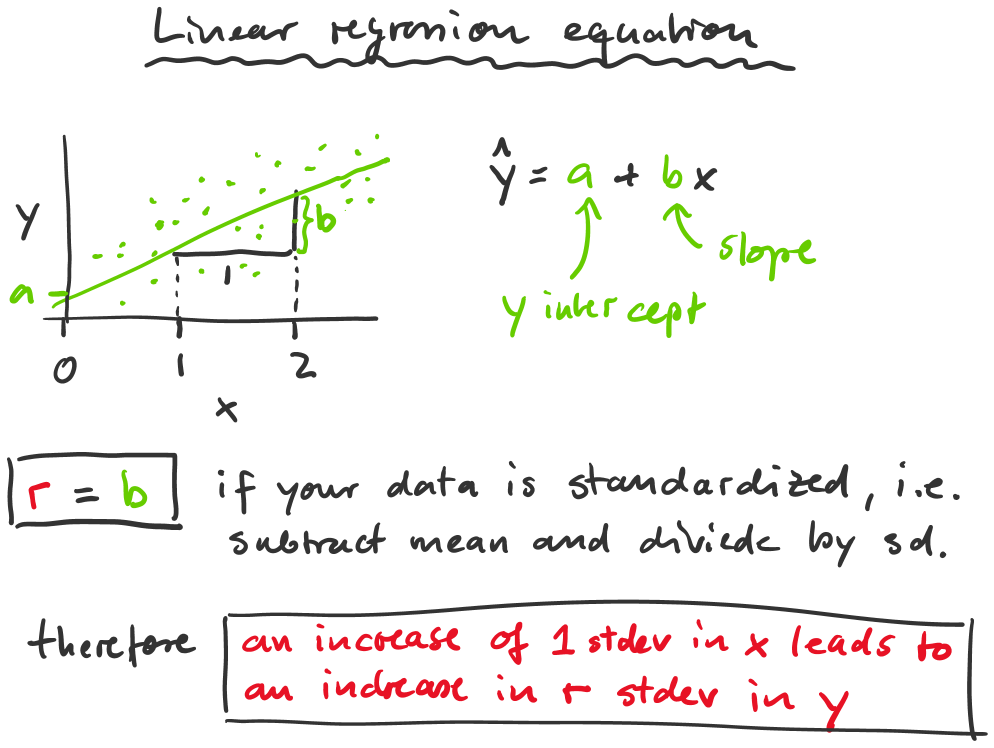 Linear regression equation
ŷ = a + bx
y
b
slope
1
a
y intercept
0 1 2
x
r = b if your data is standardized, i.e.
subtract mean and divide by sd.
therefore an increase of 1 stdev in x leads to
an increase in r stdev in y